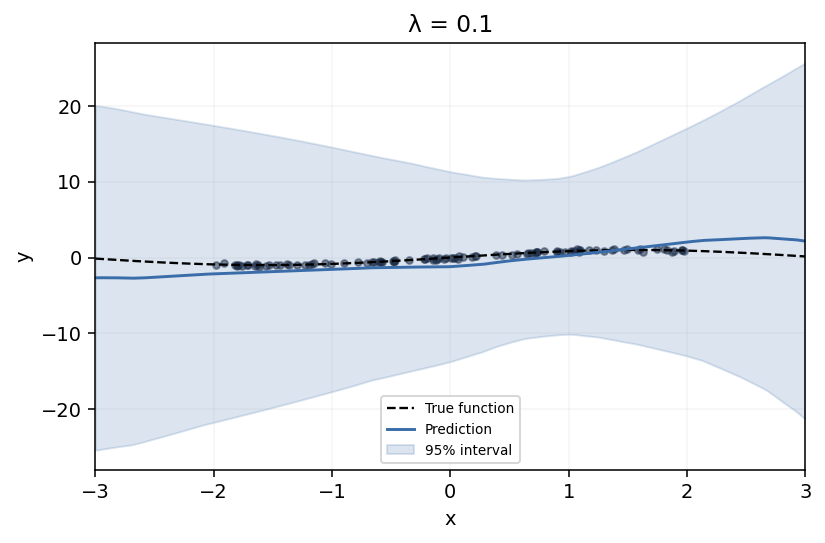 λ = 0.1
y
20
10
0
−10
−20
True function
Prediction
95% interval
−3
−2
−1
0
1
2
3
x